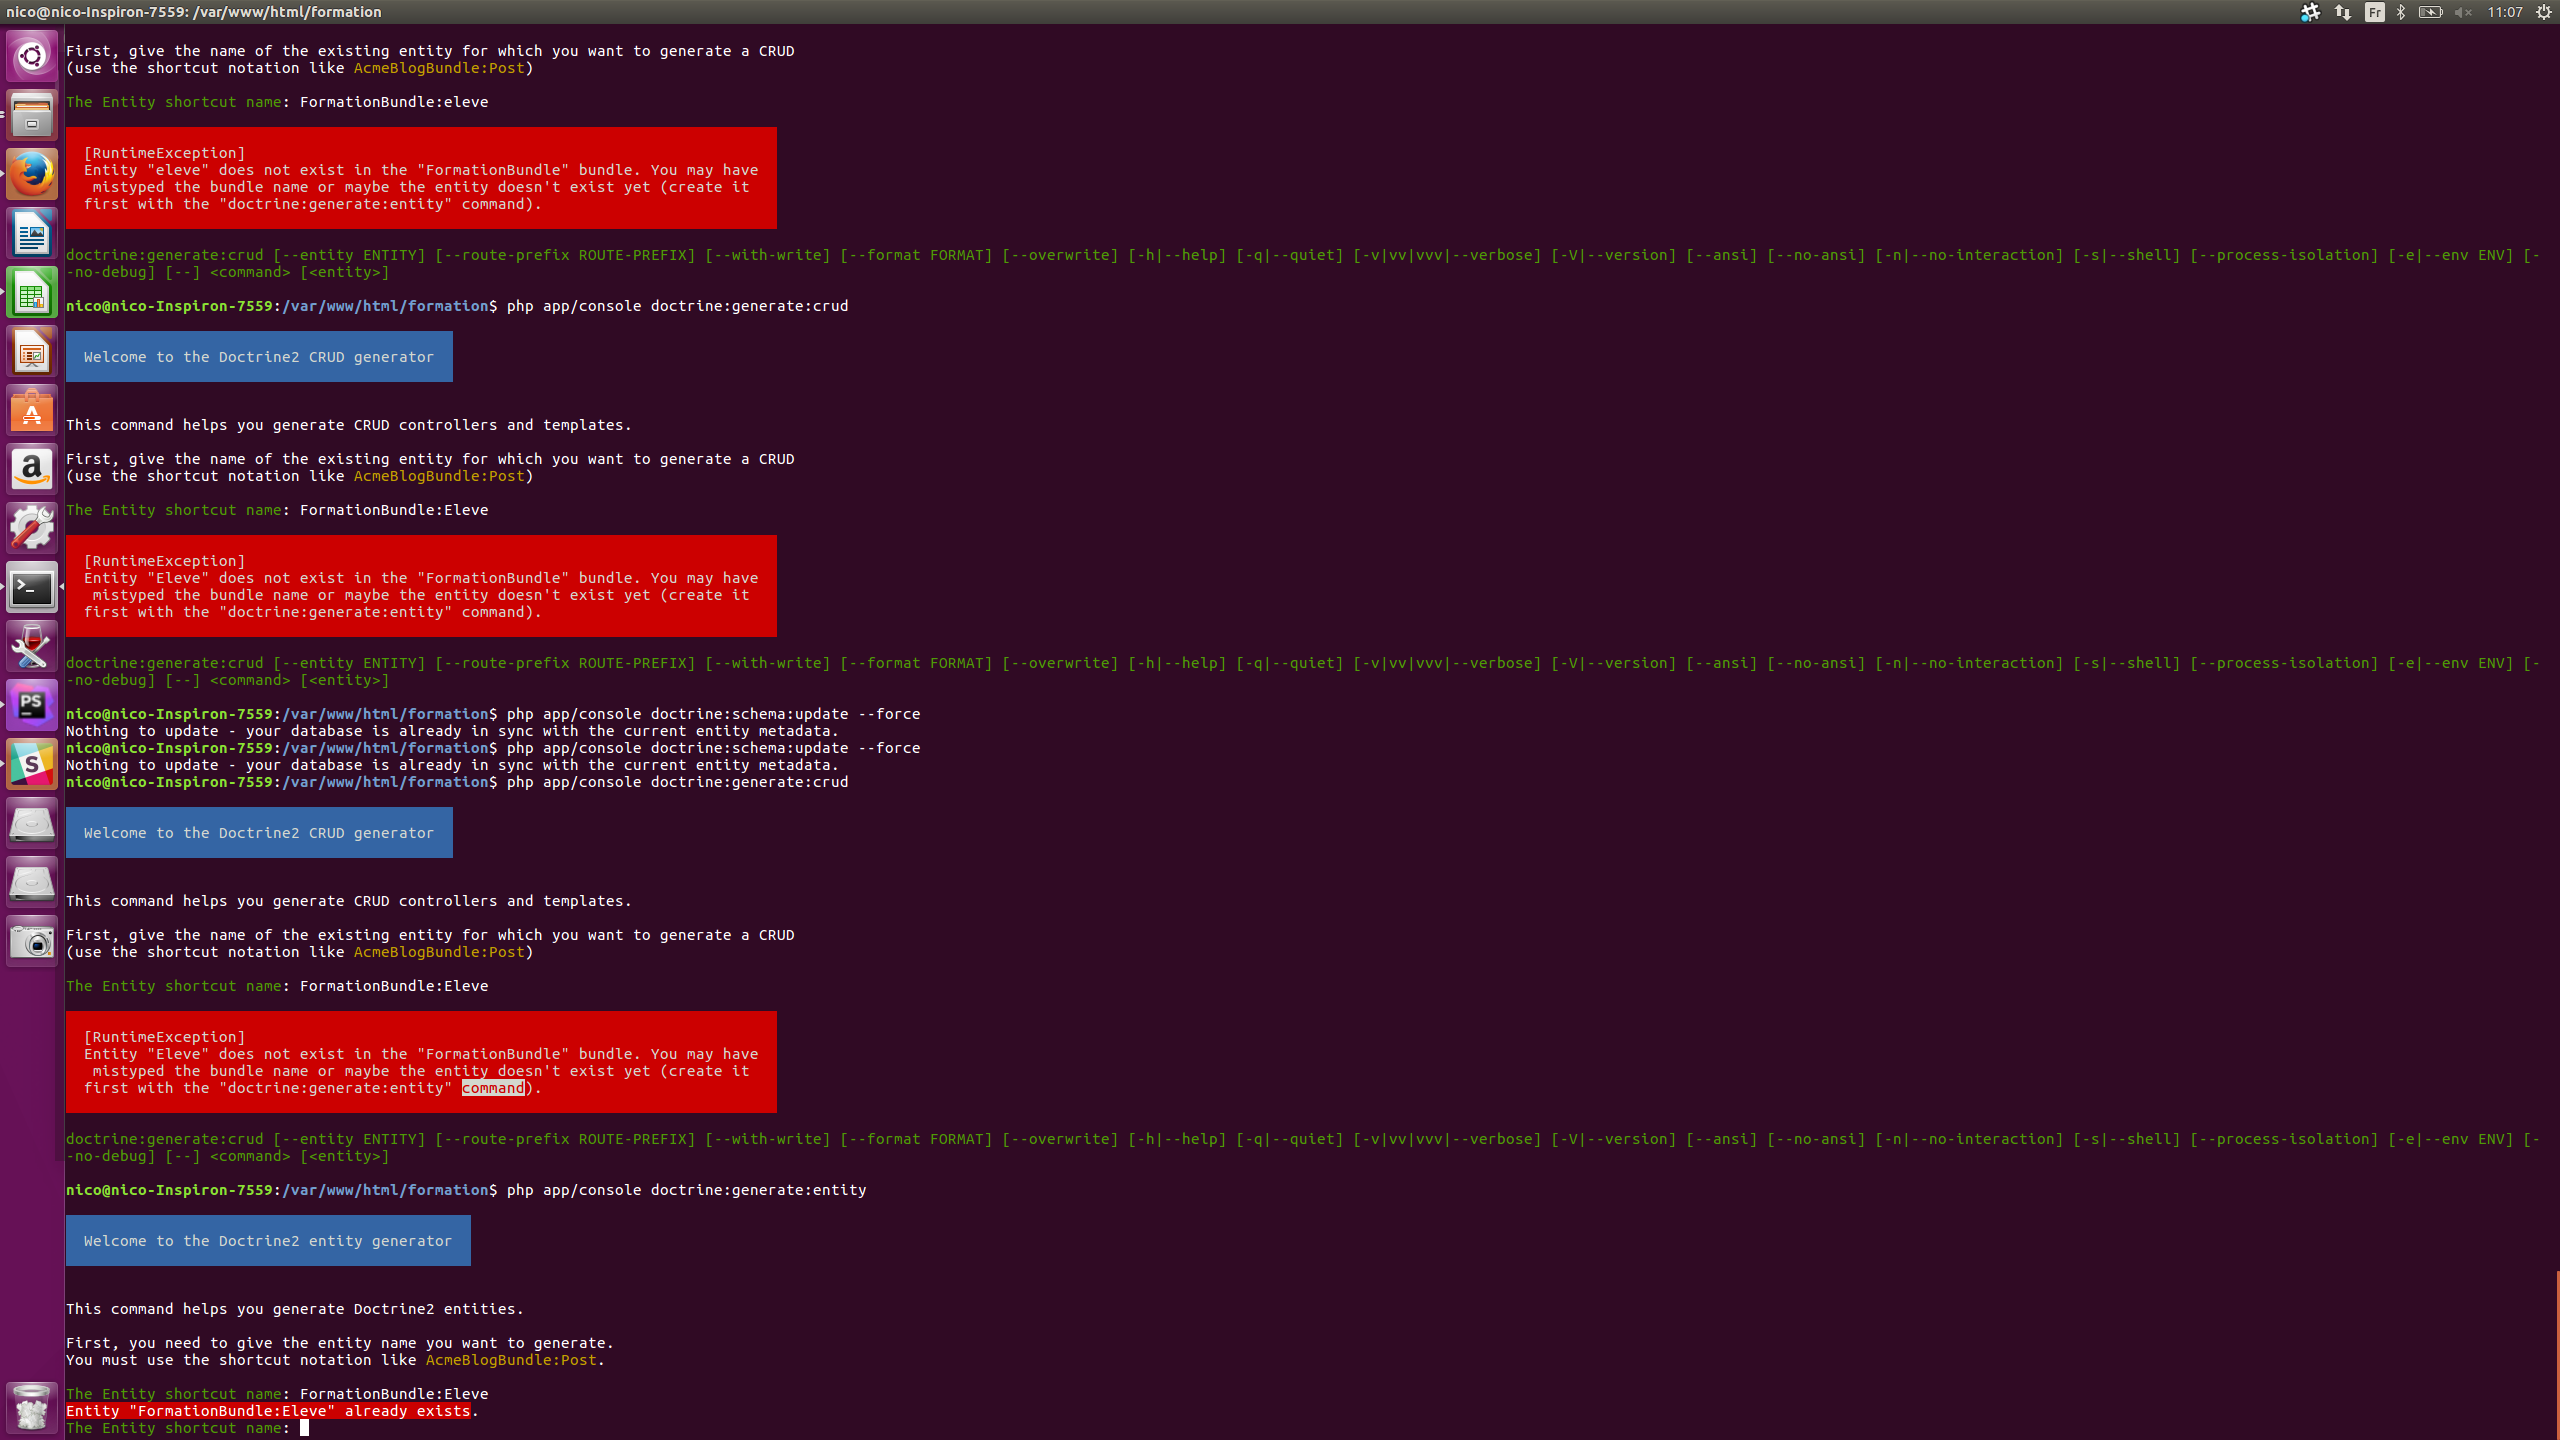 nico@nico-Inspiron-7559: /var/www/html/formation
Fr
11:07
First, give the name of the existing entity for which you want to generate a CRUD
(use the shortcut notation like AcmeBlogBundle:Post)
The Entity shortcut name: FormationBundle:eleve
[RuntimeException]
Entity "eleve" does not exist in the "FormationBundle" bundle. You may have
mistyped the bundle name or maybe the entity doesn't exist yet (create it
first with the "doctrine:generate:entity" command).
doctrine:generate:crud [--entity ENTITY] [--route-prefix ROUTE-PREFIX] [--with-write] [--format FORMAT] [--overwrite] [-h|--help] [-q|--quiet] [-v|vv|vvv|--verbose] [-V|--version] [--ansi] [--no-ansi] [-n|--no-interaction] [-s|--shell] [--process-isolation] [-e|--env ENV] [-
-no-debug] [--] <command> [<entity>]
nico@nico-Inspiron-7559:/var/www/html/formation$ php app/console doctrine:generate:crud
Welcome to the Doctrine2 CRUD generator
This command helps you generate CRUD controllers and templates.
First, give the name of the existing entity for which you want to generate a CRUD
(use the shortcut notation like AcmeBlogBundle:Post)
The Entity shortcut name: FormationBundle:Eleve
[RuntimeException]
Entity "Eleve" does not exist in the "FormationBundle" bundle. You may have
mistyped the bundle name or maybe the entity doesn't exist yet (create it
first with the "doctrine:generate:entity" command).
doctrine:generate:crud [--entity ENTITY] [--route-prefix ROUTE-PREFIX] [--with-write] [--format FORMAT] [--overwrite] [-h|--help] [-q|--quiet] [-v|vv|vvv|--verbose] [-V|--version] [--ansi] [--no-ansi] [-n|--no-interaction] [-s|--shell] [--process-isolation] [-e|--env ENV] [-
-no-debug] [--] <command> [<entity>]
nico@nico-Inspiron-7559:/var/www/html/formation$ php app/console doctrine:schema:update --force
Nothing to update - your database is already in sync with the current entity metadata.
nico@nico-Inspiron-7559:/var/www/html/formation$ php app/console doctrine:schema:update --force
Nothing to update - your database is already in sync with the current entity metadata.
nico@nico-Inspiron-7559:/var/www/html/formation$ php app/console doctrine:generate:crud
Welcome to the Doctrine2 CRUD generator
This command helps you generate CRUD controllers and templates.
First, give the name of the existing entity for which you want to generate a CRUD
(use the shortcut notation like AcmeBlogBundle:Post)
The Entity shortcut name: FormationBundle:Eleve
[RuntimeException]
Entity "Eleve" does not exist in the "FormationBundle" bundle. You may have
mistyped the bundle name or maybe the entity doesn't exist yet (create it
first with the "doctrine:generate:entity" command).
doctrine:generate:crud [--entity ENTITY] [--route-prefix ROUTE-PREFIX] [--with-write] [--format FORMAT] [--overwrite] [-h|--help] [-q|--quiet] [-v|vv|vvv|--verbose] [-V|--version] [--ansi] [--no-ansi] [-n|--no-interaction] [-s|--shell] [--process-isolation] [-e|--env ENV] [-
-no-debug] [--] <command> [<entity>]
nico@nico-Inspiron-7559:/var/www/html/formation$ php app/console doctrine:generate:entity
Welcome to the Doctrine2 entity generator
This command helps you generate Doctrine2 entities.
First, you need to give the entity name you want to generate.
You must use the shortcut notation like AcmeBlogBundle:Post.
The Entity shortcut name: FormationBundle:Eleve
Entity "FormationBundle:Eleve" already exists.
The Entity shortcut name:
A
a
>_
PS
S